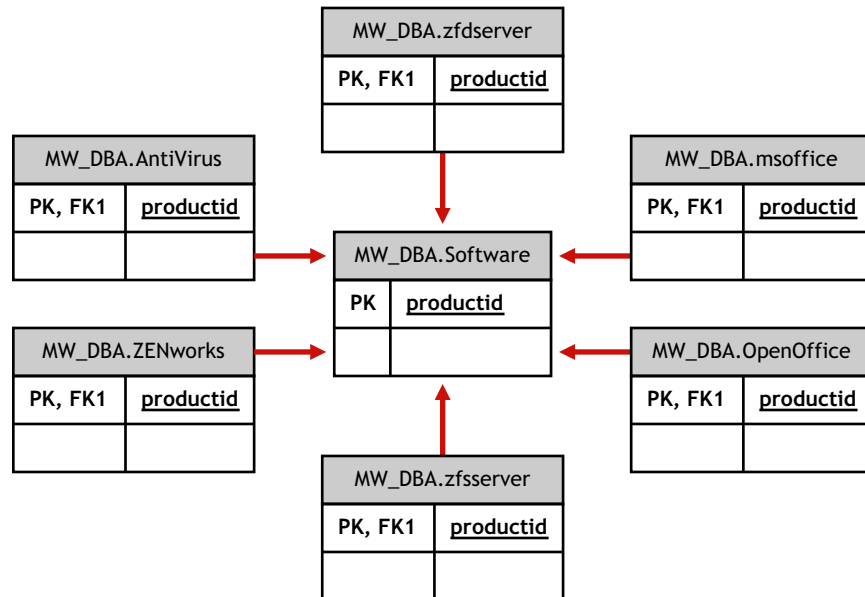 MW_DBA.zfdserver
PK, FK1 productid
MW_DBA.AntiVirus
PK, FK1 productid
MW_DBA.msoffice
PK, FK1 productid
MW_DBA.Software
PK productid
MW_DBA.ZENworks
PK, FK1 productid
MW_DBA.OpenOffice
PK, FK1 productid
MW_DBA.zfsserver
PK, FK1 productid